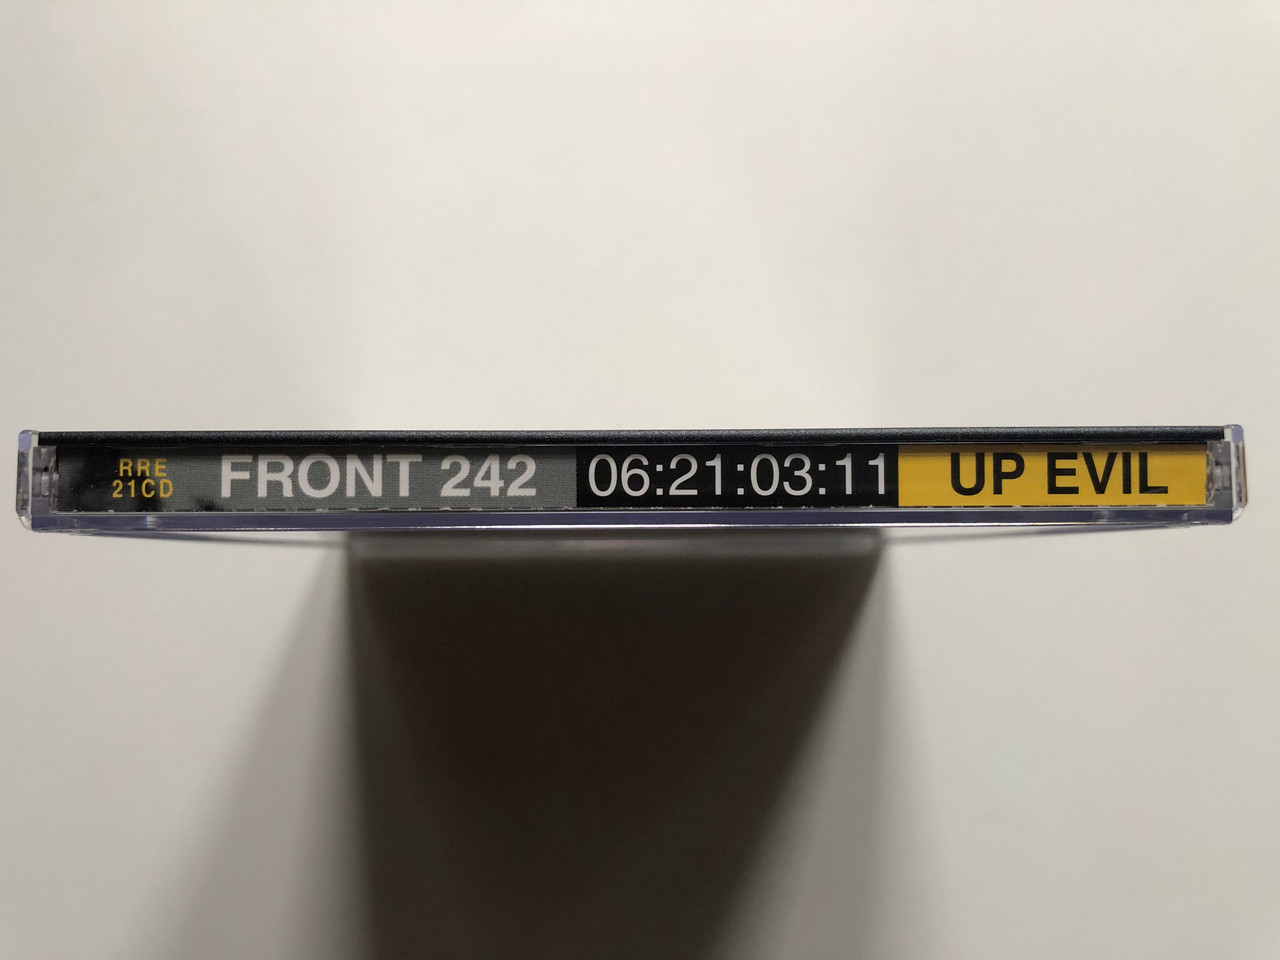 RRE
21CD
FRONT 242
06:21:03:11
UP EVIL